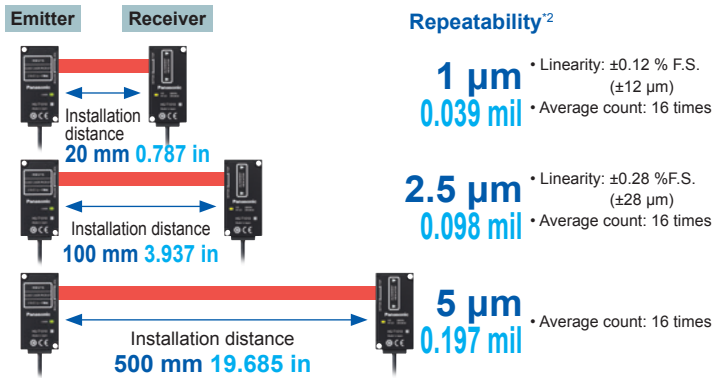 Emitter
Receiver
Repeatability*2
Panasonic
Installation
distance
20 mm 0.787 in
1 µm
0.039 mil
• Linearity: ±0.12 % F.S.
(±12 µm)
• Average count: 16 times
Panasonic
Installation distance
100 mm 3.937 in
2.5 µm
0.098 mil
• Linearity: ±0.28 %F.S.
(±28 µm)
• Average count: 16 times
Panasonic
Installation distance
500 mm 19.685 in
5 µm
0.197 mil
• Average count: 16 times